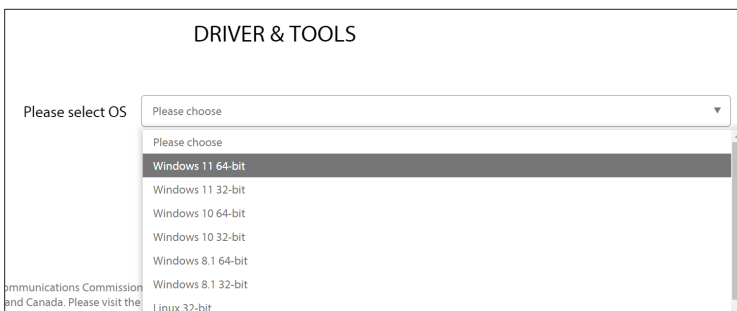 DRIVER & TOOLS
Please select OS
Please choose
Please choose
Windows 11 64-bit
Windows 11 32-bit
Windows 10 64-bit
Windows 10 32-bit
Windows 8.1 64-bit
Windows 8.1 32-bit
Linux 32-bit
ommunications Commission
and Canada. Please visit the